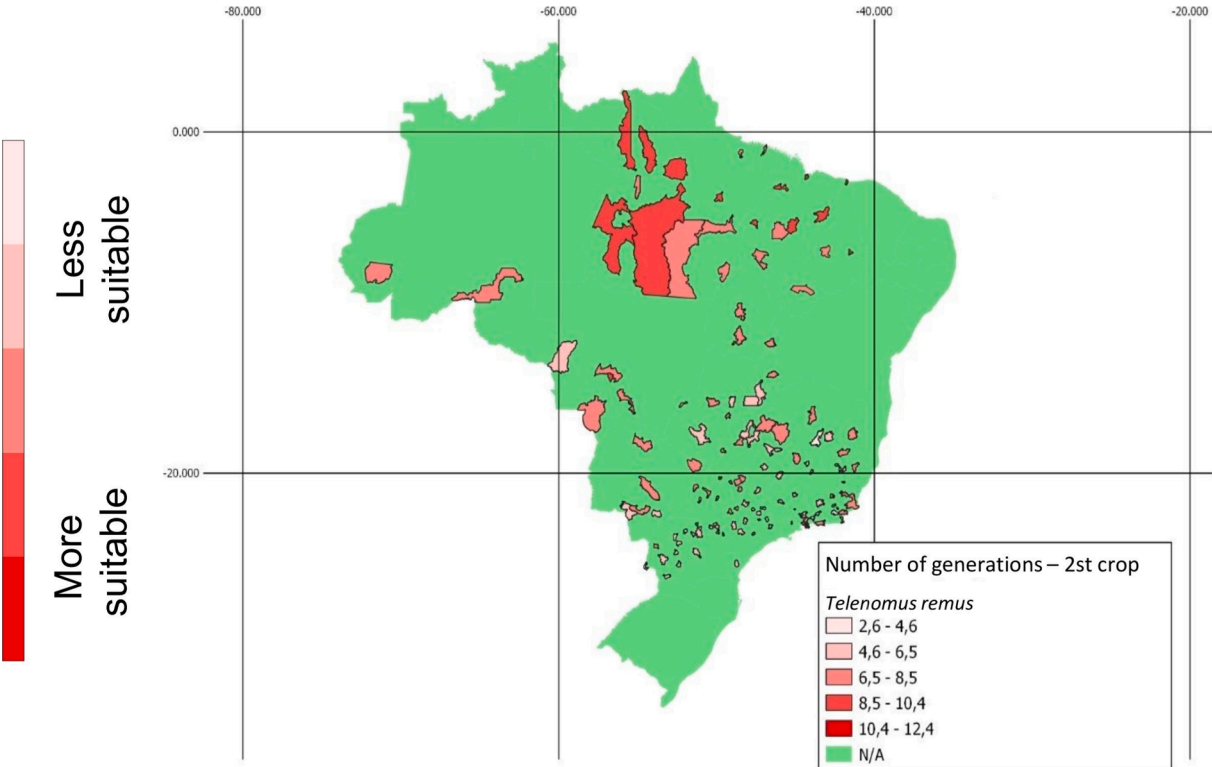 -80.000
-60.000
-40.000
-20.000
0.000
-20.000
Less
suitable
More
suitable
Number of generations – 2st crop
Telenomus remus
2,6 - 4,6
4,6 - 6,5
6,5 - 8,5
8,5 - 10,4
10,4 - 12,4
N/A